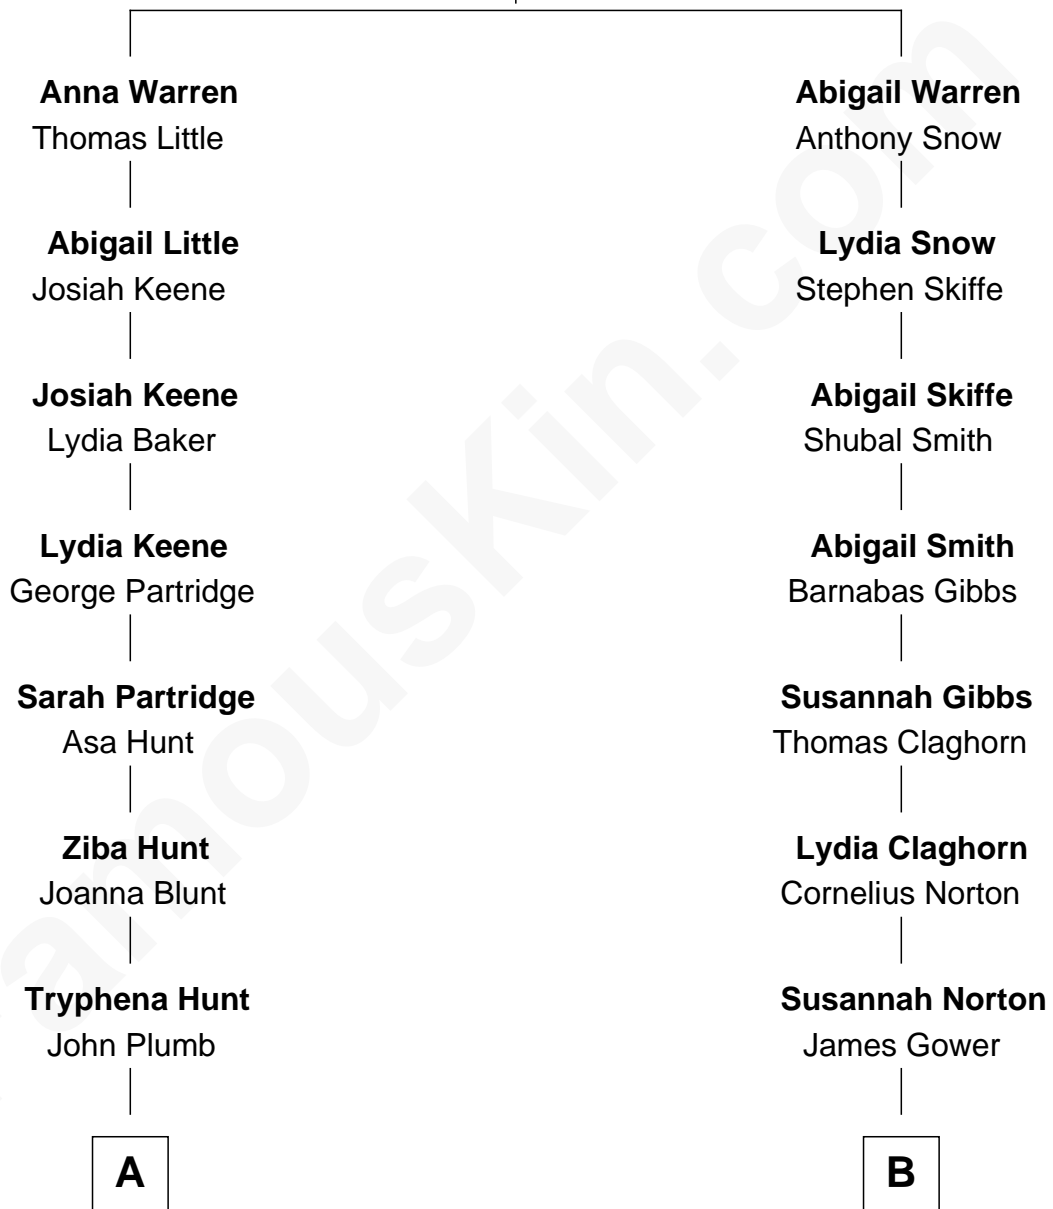 Anna Warren
Thomas Little
Abigail Little
Josiah Keene
Josiah Keene
Lydia Baker
Lydia Keene
George Partridge
Sarah Partridge
Asa Hunt
Ziba Hunt
Joanna Blunt
Tryphena Hunt
John Plumb
A
Abigail Warren
Anthony Snow
Lydia Snow
Stephen Skiffe
Abigail Skiffe
Shubal Smith
Abigail Smith
Barnabas Gibbs
Susannah Gibbs
Thomas Claghorn
Lydia Claghorn
Cornelius Norton
Susannah Norton
James Gower
B
amousKin.com